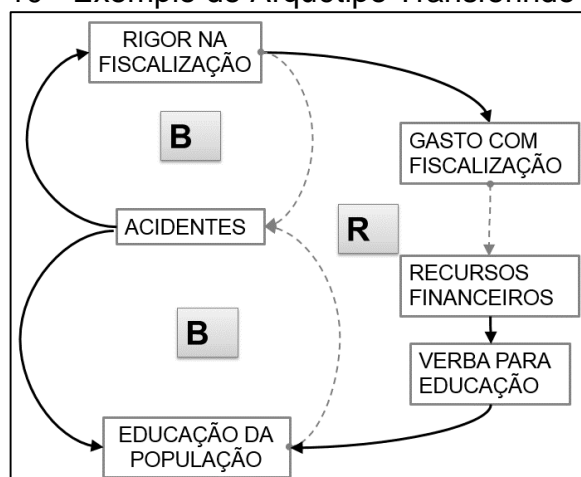 - Exemplo de Arquétipo Transferindo
RIGOR NA
FISCALIZAÇÃO
B
GASTO COM
FISCALIZAÇÃO
ACIDENTES
R
RECURSOS
FINANCEIROS
B
VERBA PARA
EDUCAÇÃO
EDUCAÇÃO DA
POPULAÇÃO